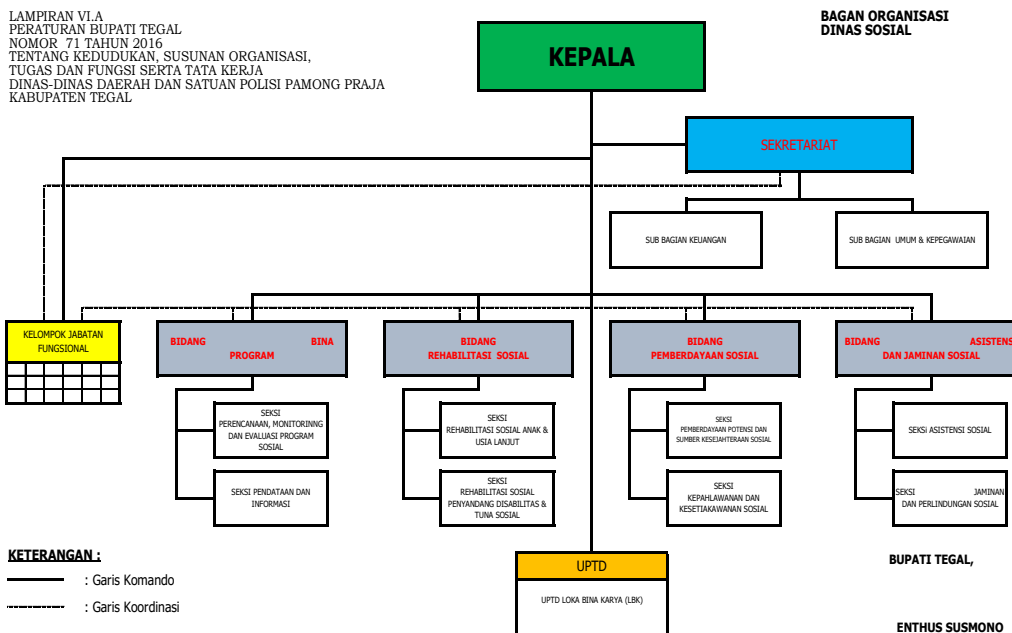 LAMPIRAN VI.A
PERATURAN BUPATI TEGAL
NOMOR 71 TAHUN 2016
TENTANG KEDUDUKAN, SUSUNAN ORGANISASI,
TUGAS DAN FUNGSI SERTA TATA KERJA
DINAS-DINAS DAERAH DAN SATUAN POLISI PAMONG PRAJA
KABUPATEN TEGAL
BAGAN ORGANISASI
DINAS SOSIAL
KEPALA
SEKRETARIAT
SUB BAGIAN KEUANGAN
SUB BAGIAN UMUM & KEPEGAWAIAN
KELOMPOK JABATAN
FUNGSIONAL
BIDANG BINA
PROGRAM
BIDANG
REHABILITASI SOSIAL
BIDANG
PEMBERDAYAAN SOSIAL
BIDANG ASISTENS
DAN JAMINAN SOSIAL
SEKSI
PERENCANAAN, MONITORINNG
DAN EVALUASI PROGRAM
SOSIAL
SEKSI PENDATAAN DAN
INFORMASI
SEKSI
REHABILITASI SOSIAL ANAK &
USIA LANJUT
SEKSI
REHABILITASI SOSIAL
PENYANDANG DISABILITAS &
TUNA SOSIAL
SEKSI
PEMBERDAYAAN POTENSI DAN
SUMBER KESEJAHTERAAN SOSIAL
SEKSI
KEPAHLAWANAN DAN
KESETIAKAWANAN SOSIAL
SEKSi ASISTENSI SOSIAL
SEKSI JAMINAN
DAN PERLINDUNGAN SOSIAL
KETERANGAN :
: Garis Komando
: Garis Koordinasi
UPTD
UPTD LOKA BINA KARYA (LBK)
BUPATI TEGAL,
ENTHUS SUSMONO